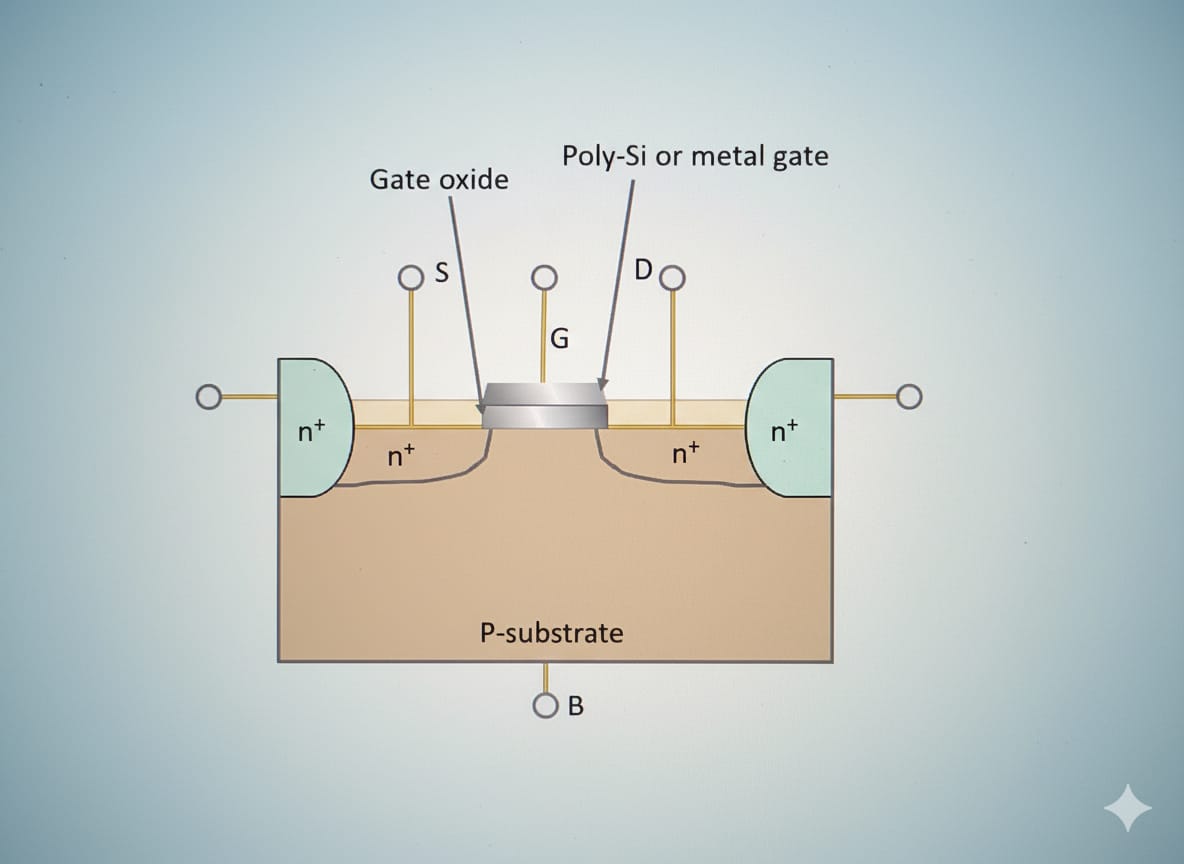 Poly-Si or metal gate
Gate oxide
S
D
G
n⁺
n⁺
n⁺
n⁺
P-substrate
B